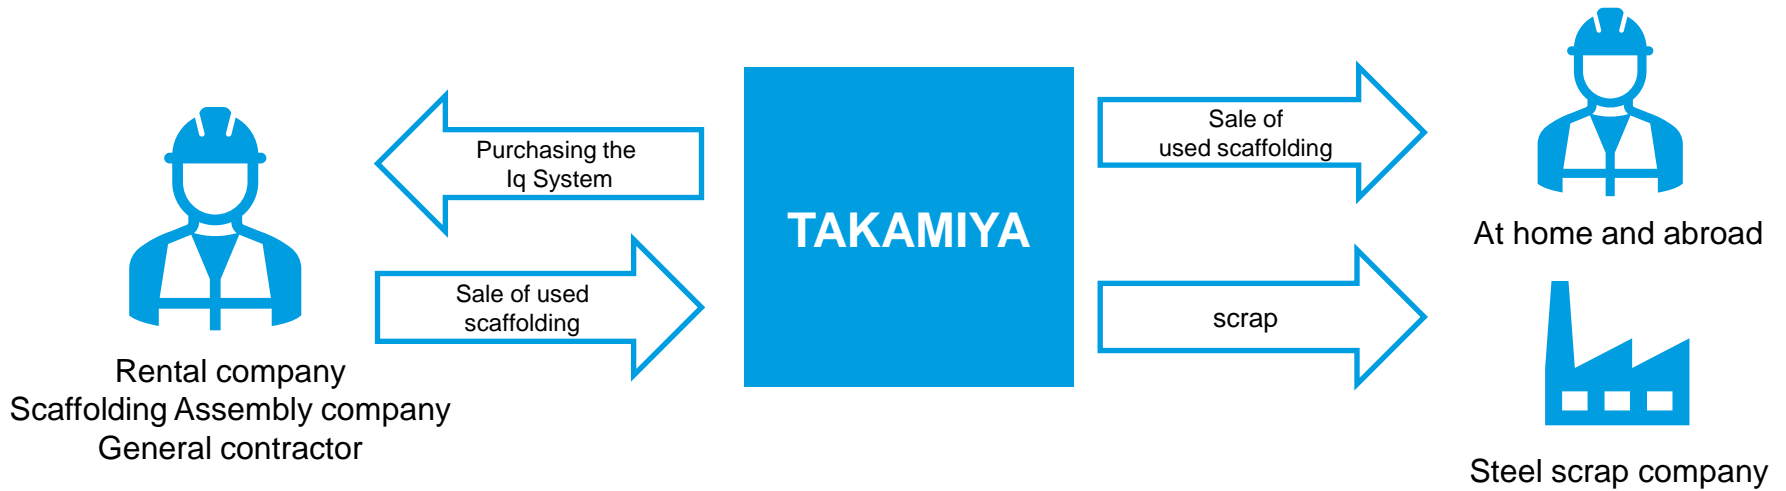 Purchasing the
Iq System
Sale of used
scaffolding
Rental company
Scaffolding Assembly company
General contractor
TAKAMIYA
Sale of
used scaffolding
At home and abroad
scrap
Steel scrap company